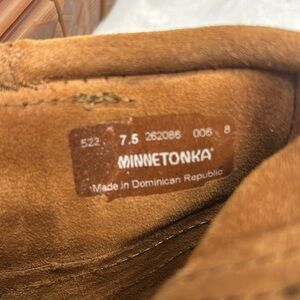 522 7.5 262086 006 8
MINNETONKA
Made in Dominican Republic